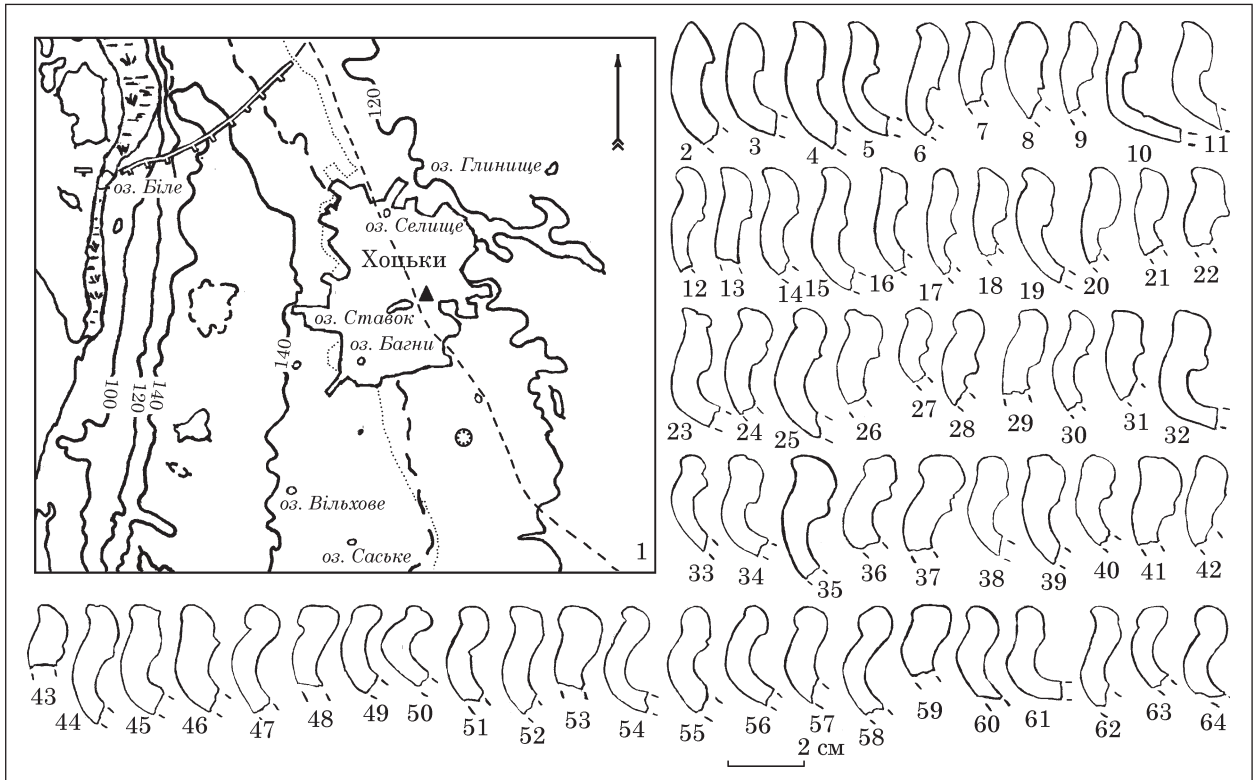 120
оз. Глинище
оз. Біле
оз. Селище
Хоцьки
оз. Ставок
оз. Багни
140
100
120
140
оз. Вільхове
оз. Саське
1
2 3 4 5 6 7 8 9 10 11
12 13 14 15 16 17 18 19 20 21 22
23 24 25 26 27 28 29 30 31 32
33 34 35 36 37 38 39 40 41 42
43 44 45 46 47 48 49 50 51 52 53 54 55 56 57 58 59 60 61 62 63 64
2 см